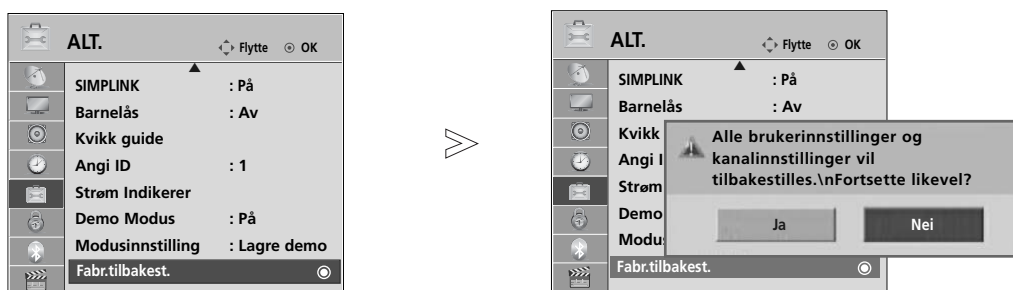 ALT. Flytte OK
SIMPLINK : På
Barnelås : Av
Kvikk guide
Angi ID : 1
Strøm Indikerer
Demo Modus : På
Modusinnstilling : Lagre demo
Fabr.tilbakest.
ALT. Flytte OK
SIMPLINK : På
Barnelås : Av
Kvikk
Angi I
Strøm
Demo
Modus
Fabr.tilbakest.
Alle brukerinnstillinger og
kanalinnstillinger vil
tilbakestilles.\nFortsette likevel?
Ja Nei